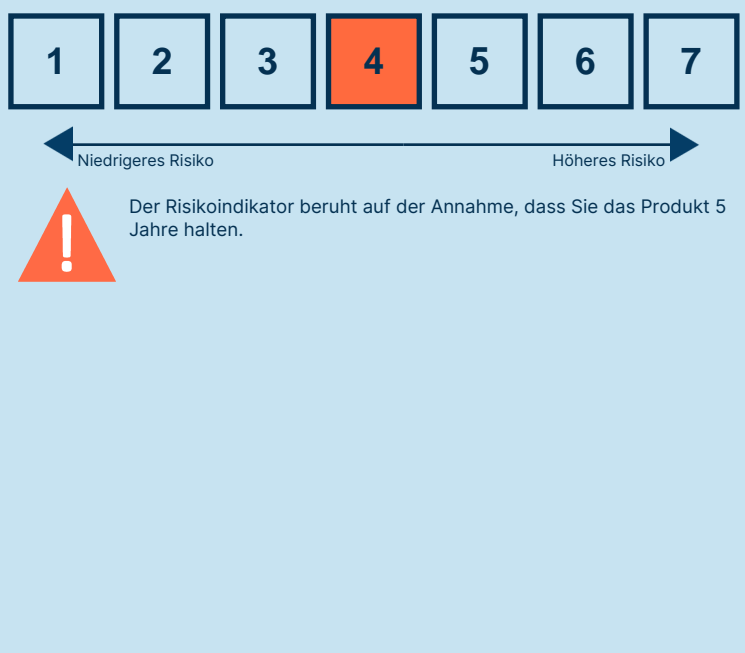 1 2 3 4 5 6 7
Niedrigeres Risiko Höheres Risiko
Der Risikoindikator beruht auf der Annahme, dass Sie das Produkt 5
Jahre halten.